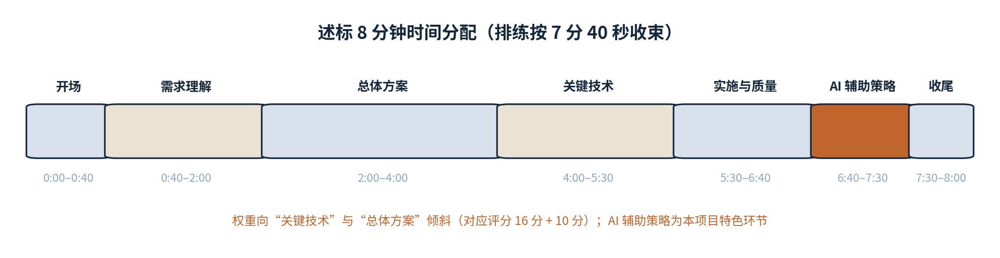 述标 8 分钟时间分配（排练按 7 分 40 秒收束）
开场
需求理解
总体方案
关键技术
实施与质量
AI 辅助策略
收尾
0:00–0:40
0:40–2:00
2:00–4:00
4:00–5:30
5:30–6:40
6:40–7:30
7:30–8:00
权重向“关键技术”与“总体方案”倾斜（对应评分 16 分 + 10 分）；AI 辅助策略为本项目特色环节